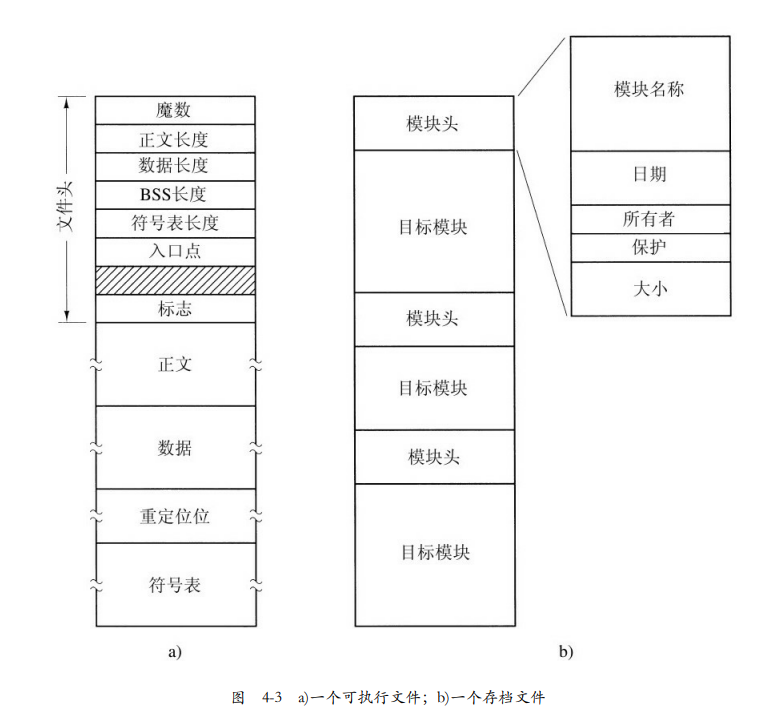 文件头
魔数
正文长度
数据长度
BSS长度
符号表长度
入口点
标志
正文
数据
重定位位
符号表
a)
模块头
目标模块
模块头
目标模块
模块头
目标模块
模块名称
日期
所有者
保护
大小
b)
图 4-3 a)一个可执行文件；b)一个存档文件